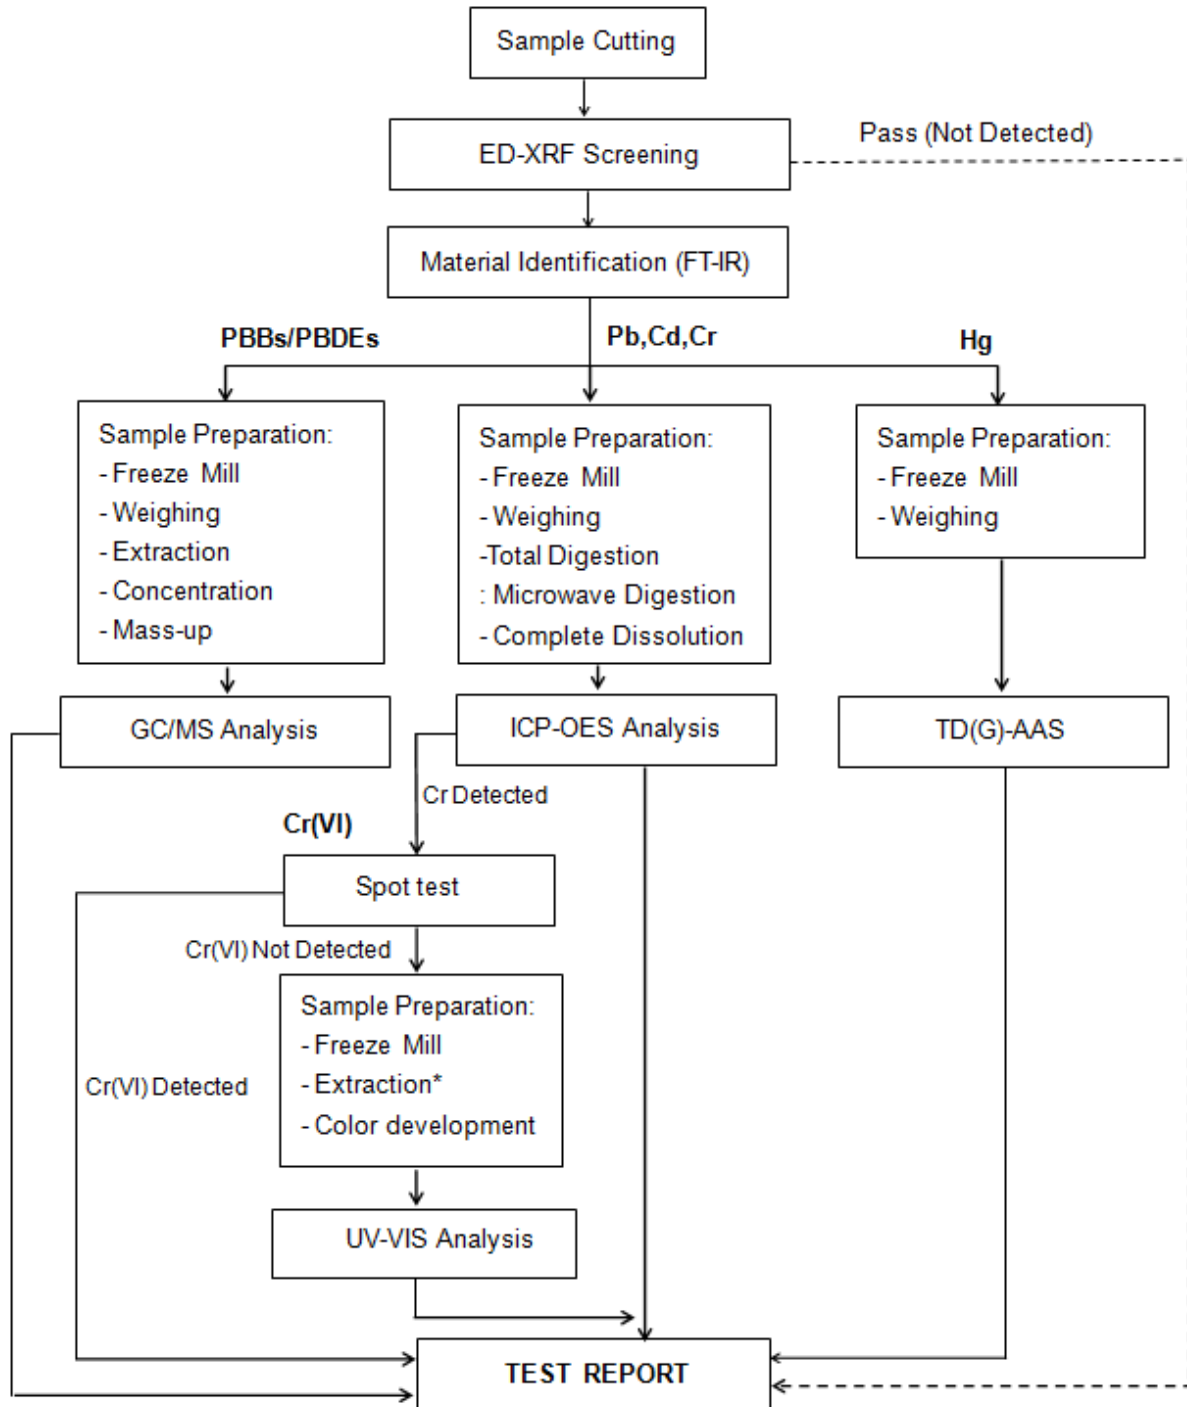 Sample Cutting
ED-XRF Screening
Pass (Not Detected)
Material Identification (FT-IR)
PBBs/PBDEs
Pb,Cd,Cr
Hg
Sample Preparation:
- Freeze Mill
- Weighing
- Extraction
- Concentration
- Mass-up
Sample Preparation:
- Freeze Mill
- Weighing
-Total Digestion
: Microwave Digestion
- Complete Dissolution
Sample Preparation:
- Freeze Mill
- Weighing
GC/MS Analysis
ICP-OES Analysis
TD(G)-AAS
Cr Detected
Cr(VI)
Spot test
Cr(VI) Not Detected
Sample Preparation:
- Freeze Mill
- Extraction*
- Color development
Cr(VI) Detected
UV-VIS Analysis
TEST REPORT